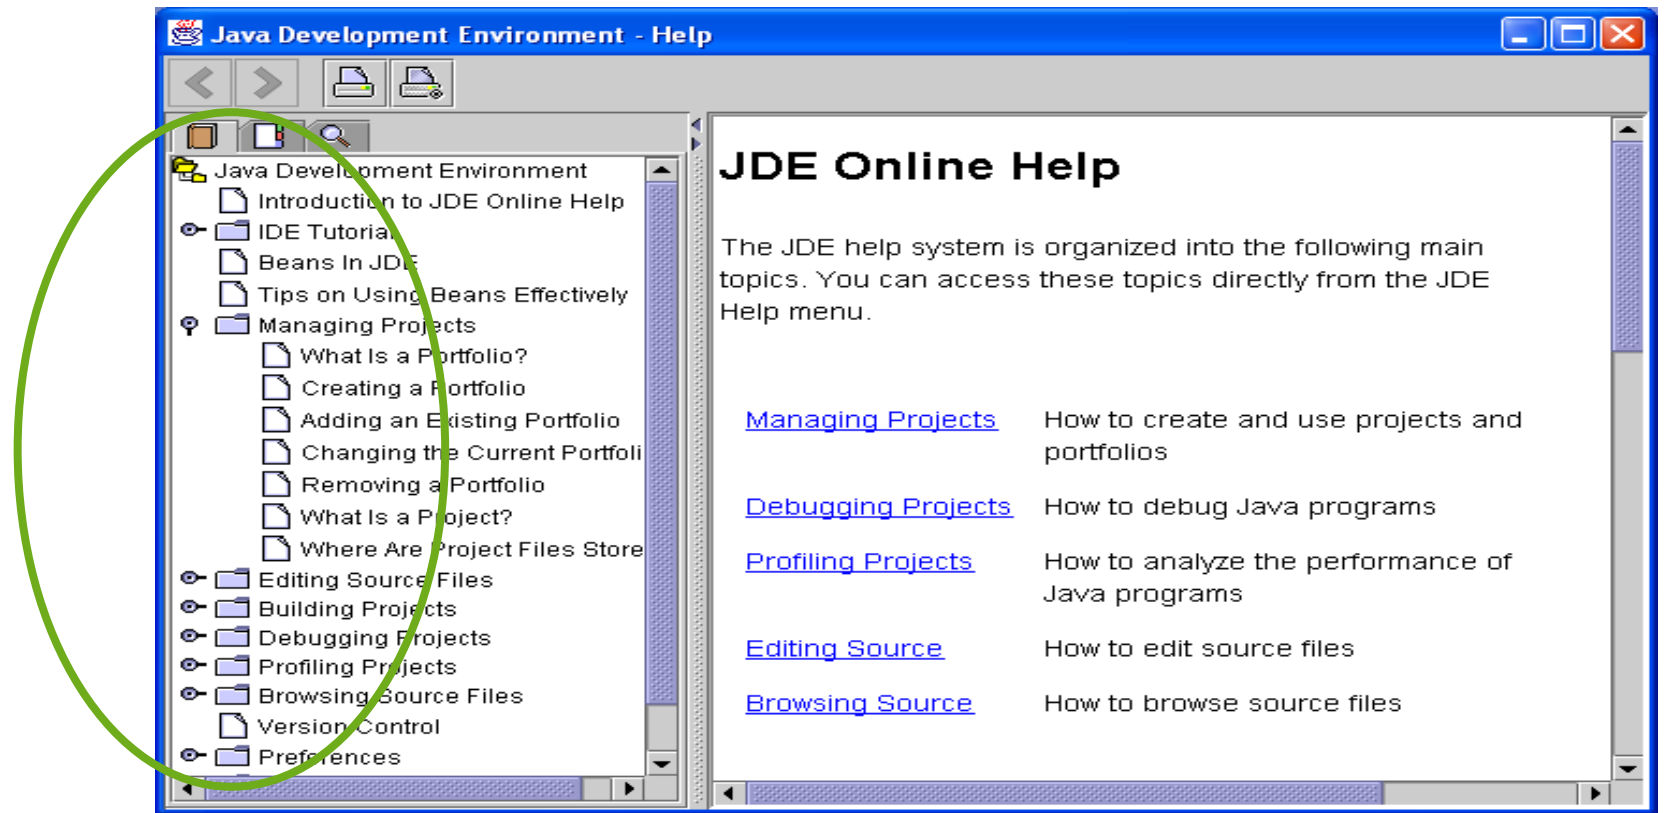 Java Development Environment - Help
Java Development Environment
Introduction to JDE Online Help
IDE Tutorial
Beans In JDE
Tips on Using Beans Effectively
Managing Projects
What Is a Portfolio?
Creating a Portfolio
Adding an Existing Portfolio
Changing the Current Portfoli
Removing a Portfolio
What Is a Project?
Where Are Project Files Store
Editing Source Files
Building Projects
Debugging Projects
Profiling Projects
Browsing Source Files
Version Control
Preferences
JDE Online Help
The JDE help system is organized into the following main
topics. You can access these topics directly from the JDE
Help menu.
Managing Projects How to create and use projects and
portfolios
Debugging Projects How to debug Java programs
Profiling Projects How to analyze the performance of
Java programs
Editing Source How to edit source files
Browsing Source How to browse source files